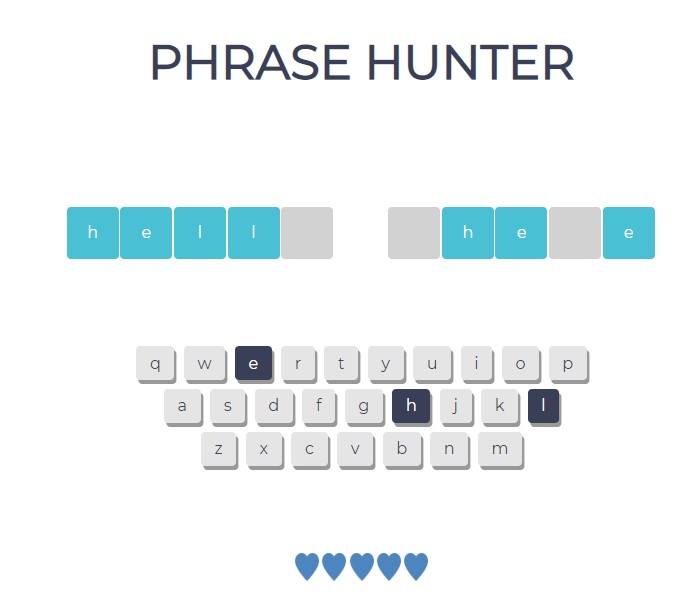 PHRASE HUNTER
h e l l h e e
q w e r t y u i o p
a s d f g h j k l
z x c v b n m